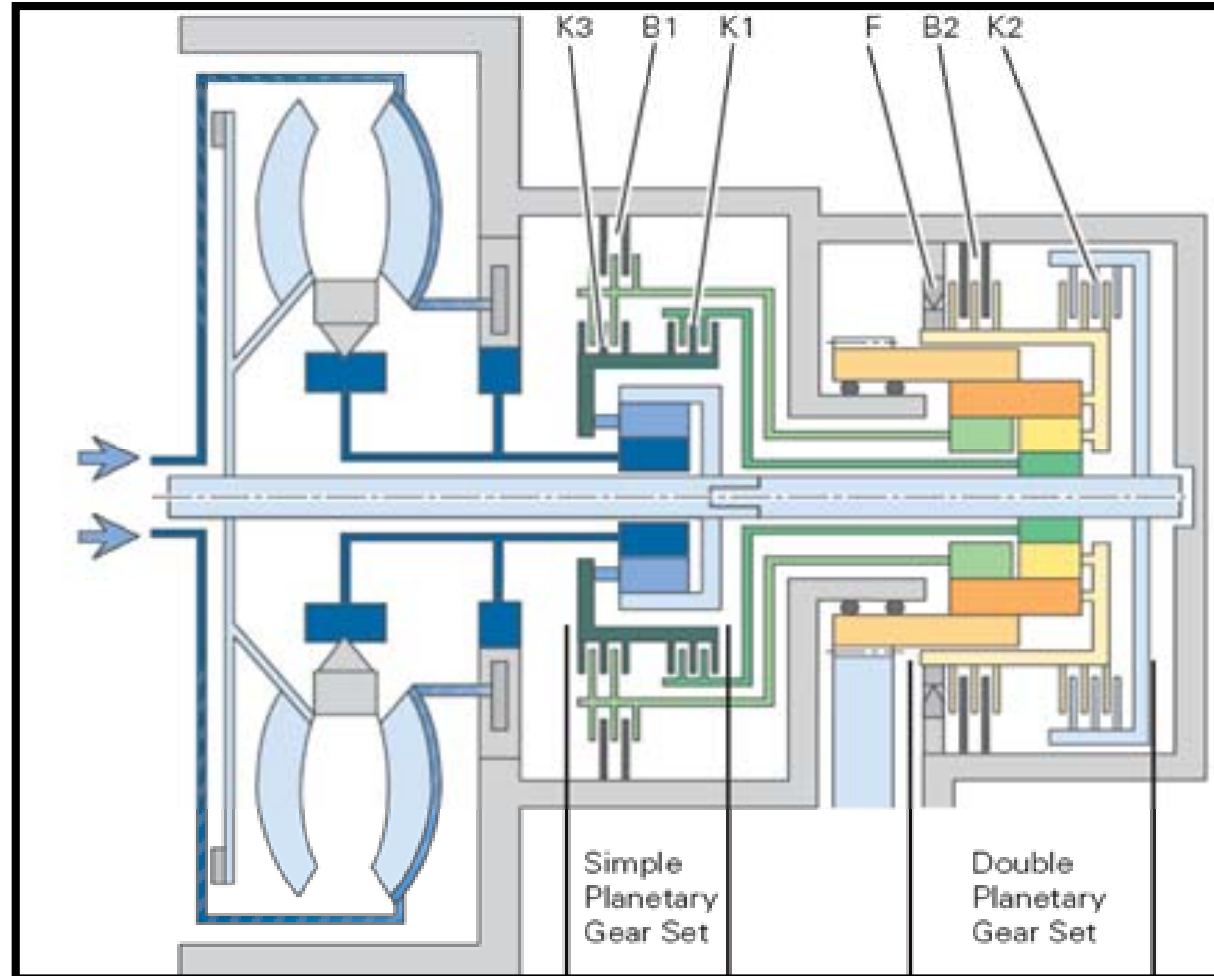 K3 B1 K1 F B2 K2
Simple
Planetary
Gear Set
Double
Planetary
Gear Set